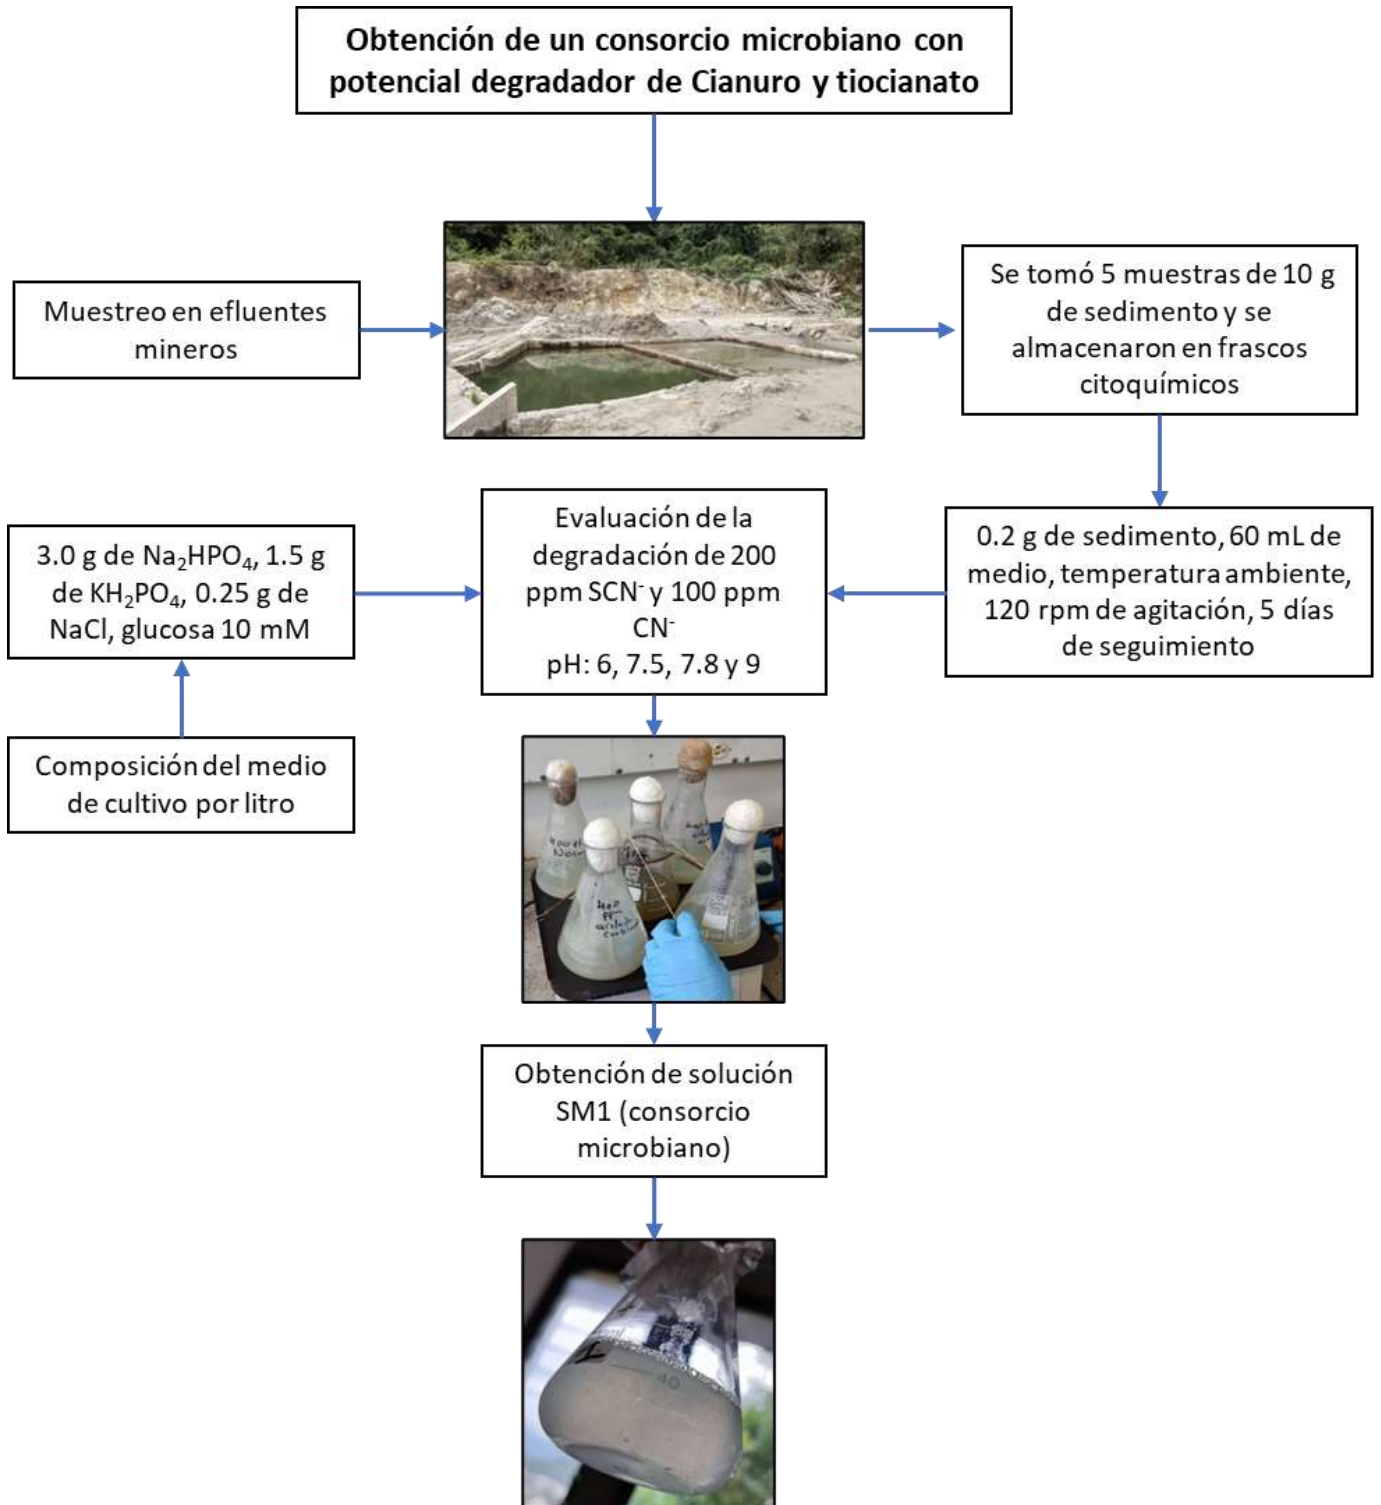 Obtención de un consorcio microbiano con
potencial degradador de Cianuro y tiocianato
Muestreo en efluentes
mineros
Se tomó 5 muestras de 10 g
de sedimento y se
almacenaron en frascos
citoquímicos
3.0 g de Na₂HPO₄, 1.5 g
de KH₂PO₄, 0.25 g de
NaCl, glucosa 10 mM
Evaluación de la
degradación de 200
ppm SCN⁻ y 100 ppm
CN⁻
pH: 6, 7.5, 7.8 y 9
0.2 g de sedimento, 60 mL de
medio, temperatura ambiente,
120 rpm de agitación, 5 días
de seguimiento
Composición del medio
de cultivo por litro
400
ppm
Obtención de solución
SM1 (consorcio
microbiano)
40